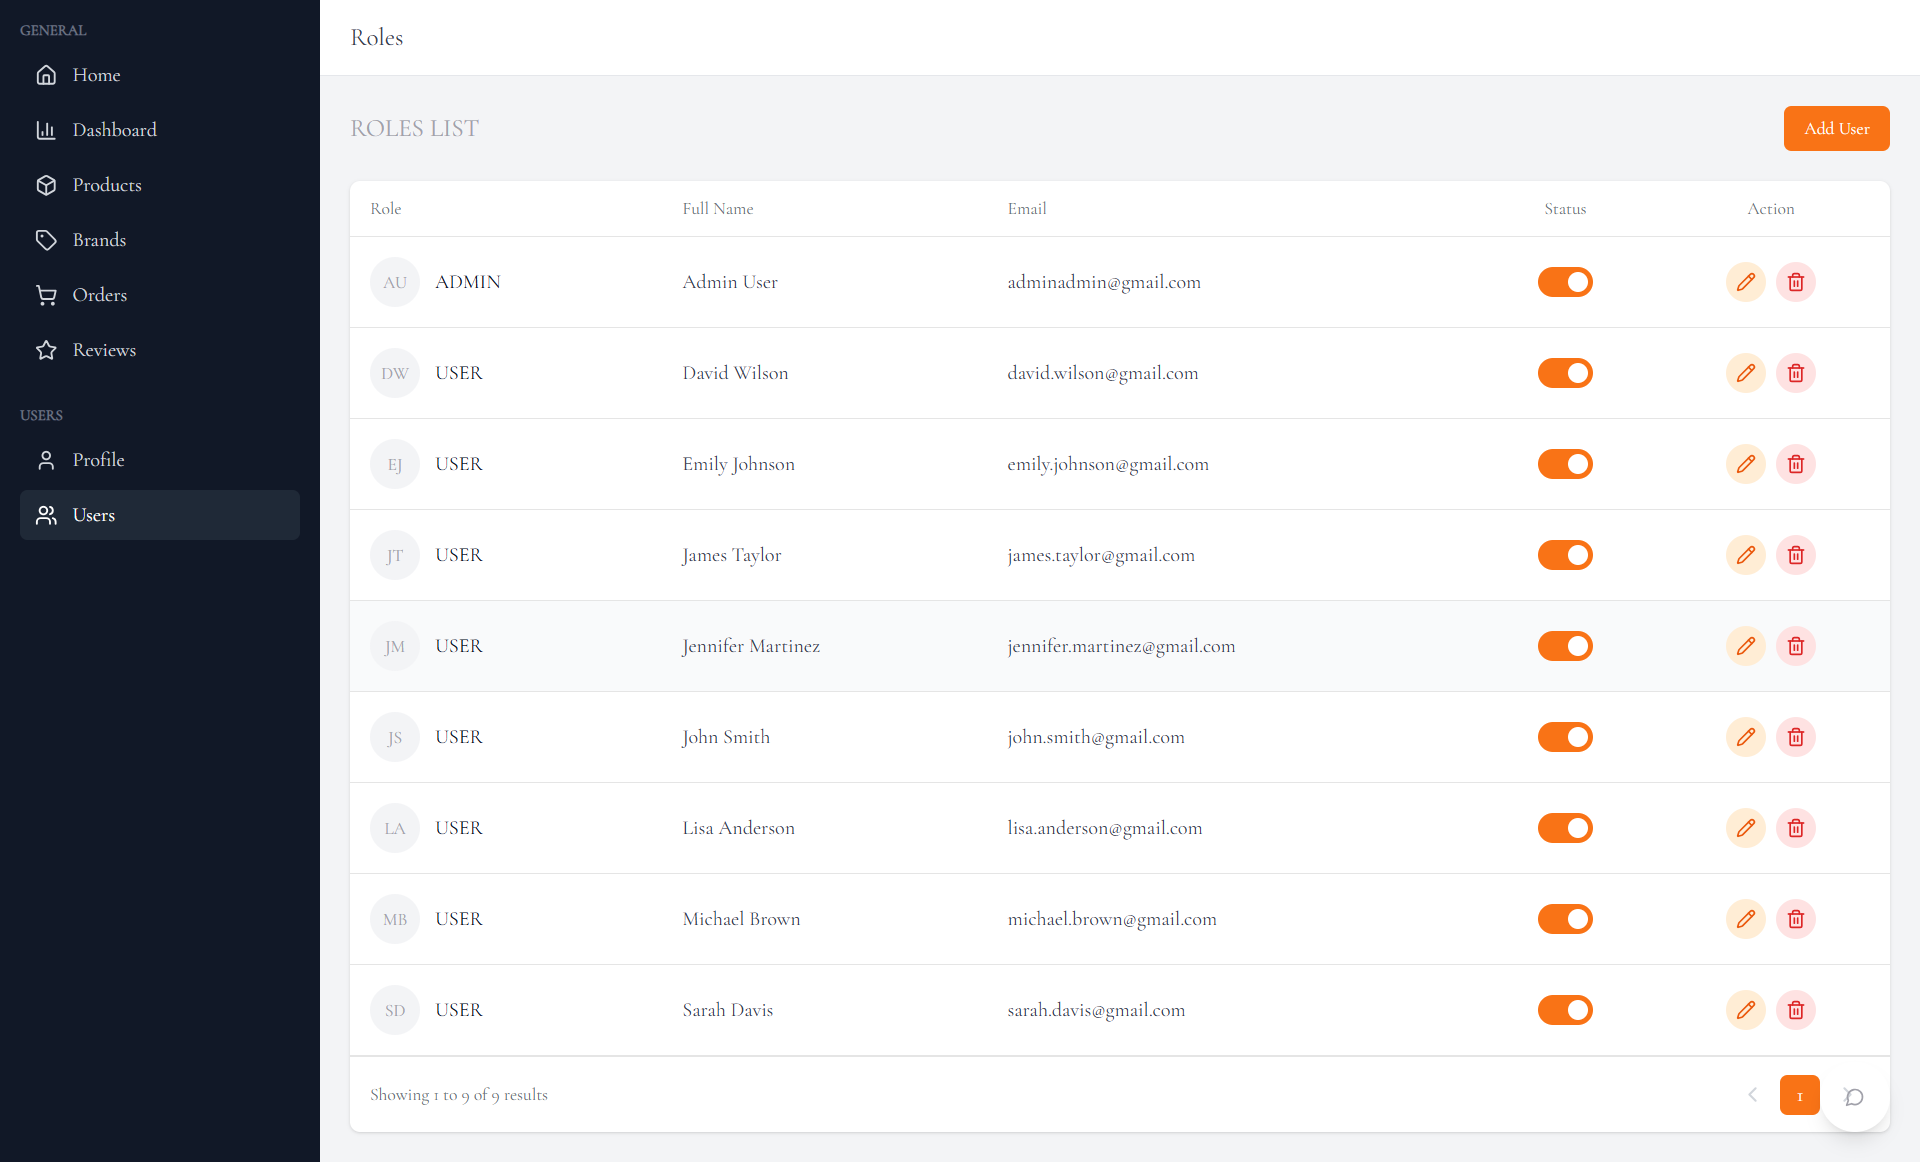 GENERAL
Home
Dashboard
Products
Brands
Orders
Reviews
USERS
Profile
Users
Roles
ROLES LIST
Add User
Role Full Name Email Status Action
AU ADMIN Admin User adminadmin@gmail.com
DW USER David Wilson david.wilson@gmail.com
EJ USER Emily Johnson emily.johnson@gmail.com
JT USER James Taylor james.taylor@gmail.com
JM USER Jennifer Martinez jennifer.martinez@gmail.com
JS USER John Smith john.smith@gmail.com
LA USER Lisa Anderson lisa.anderson@gmail.com
MB USER Michael Brown michael.brown@gmail.com
SD USER Sarah Davis sarah.davis@gmail.com
Showing 1 to 9 of 9 results 1